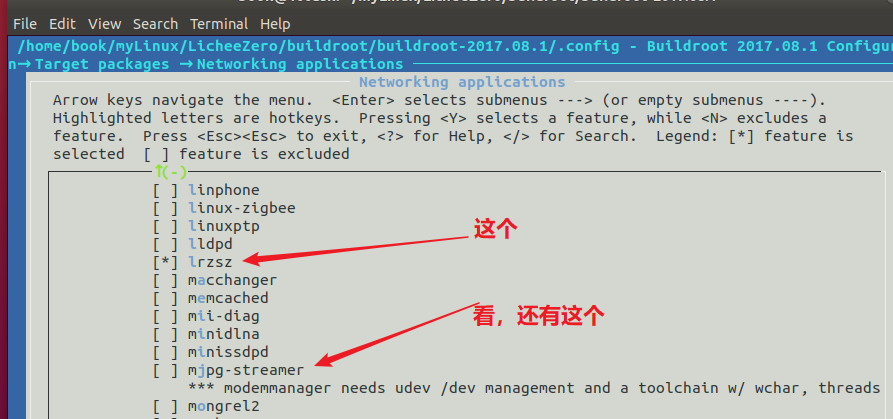 File Edit View Search Terminal Help
/home/book/myLinux/LicheeZero/buildroot/buildroot-2017.08.1/.config - Buildroot 2017.08.1 Configu
n→Target packages →Networking applications
Networking applications
Arrow keys navigate the menu. <Enter> selects submenus ---> (or empty submenus ----).
Highlighted letters are hotkeys. Pressing <Y> selects a feature, while <N> excludes a
feature. Press <Esc><Esc> to exit, <?> for Help, </> for Search. Legend: [*] feature is
selected [ ] feature is excluded
↑(-)
[ ] linphone
[ ] linux-zigbee
[ ] linuxptp
这个
[ ] lldpd
[*] lrzsz
[ ] macchanger
[ ] memcached
[ ] mii-diag
看，还有这个
[ ] minidlna
[ ] minissdpd
[ ] mjpg-streamer
*** modemmanager needs udev /dev management and a toolchain w/ wchar, threads
[ ] mongrel2